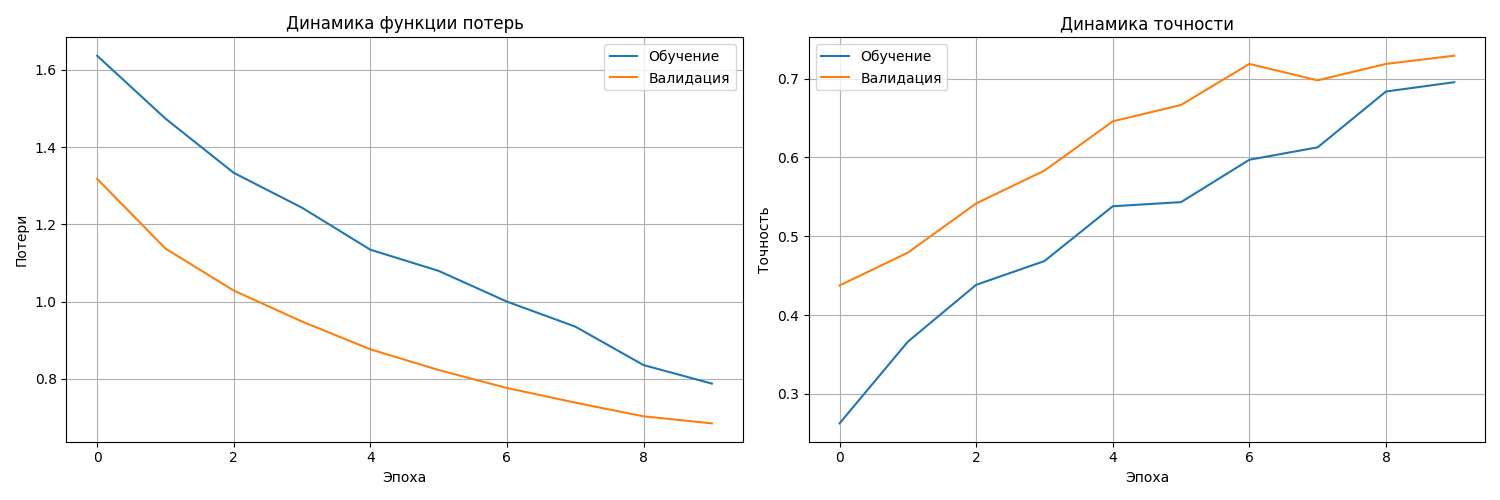 Динамика функции потерь
Обучение
Валидация
1.6
1.4
1.2
1.0
0.8
Потери
0
2
4
6
8
Эпоха
Динамика точности
Обучение
Валидация
0.7
0.6
0.5
0.4
0.3
Точность
0
2
4
6
8
Эпоха